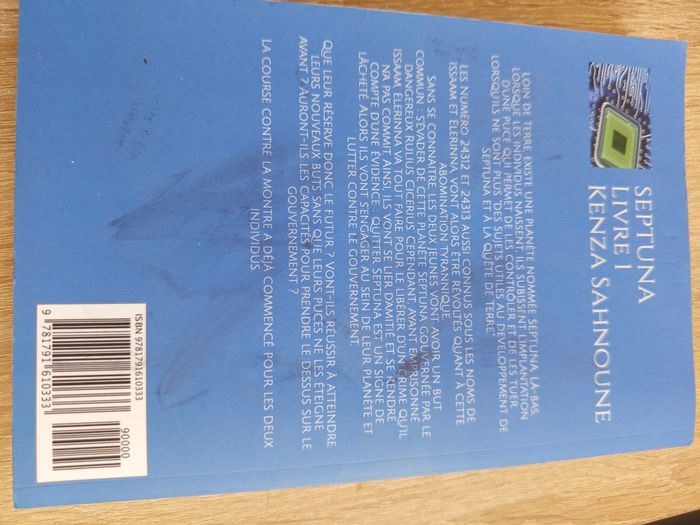 SEPTUNA
LIVRE I
KENZA SAHNOUNE
LOIN DE TERRE EXISTE UNE PLANÈTE NOMMÉE SEPTUNA. LÀ-BAS,
LORSQUE LES INDIVIDUS NAISSENT, ILS SUBISSENT L'IMPLANTATION
D'UNE PUCE QUI PERMET DE LES CONTRÔLER ET DE LES TUER,
LORSQU'ILS NE SONT PLUS "DES SUJETS UTILES AU DÉVELOPPEMENT DE
SEPTUNA ET À LA QUÊTE DE TERRE"
LES NUMÉRO 24312 ET 24313 AUSSI CONNUS SOUS LES NOMS DE
ISSAAM ET ELERINNA VONT ALORS ÊTRE RÉVOLTÉS QUANT À CETTE
ABOMINATION TYRANNIQUE
SANS SE CONNAÎTRE, LES DEUX JEUNES VONT AVOIR UN BUT
COMMUN : S'ÉVADER DE CETTE PLANÈTE SEPTUNA GOUVERNÉE PAR LE
DANGEREUX JULIUS CICERIUS. CEPENDANT, AYANT EMPRISONNÉ
ISSAAM, ELERINNA VA TOUT FAIRE POUR LE LIBÉRER D'UN CRIME QU'IL
N'A PAS COMMIT. AINSI, ILS VONT SE LIER D'AMITIÉ ET SE RENDRE
COMPTE D'UNE ÉVIDENCE : QUITTER SEPTUNA EST UN SIGNE DE
LÂCHETÉ. ALORS ILS VONT S'ENGAGER AU SEIN DE LEUR PLANÈTE ET
LUTTER CONTRE LE GOUVERNEMENT.
QUE LEUR RÉSERVE DONC LE FUTUR ? VONT-ILS RÉUSSIR À ATTEINDRE
LEURS NOUVEAUX BUTS SANS QUE LEURS PUCES NE LES ÉTEIGNE
AVANT ? AURONT-ILS LES CAPACITÉS POUR PRENDRE LE DESSUS SUR LE
GOUVERNEMENT ?
LA COURSE CONTRE LA MONTRE A DÉJÀ COMMENCÉ POUR LES DEUX
INDIVIDUS.
ISBN 9781791610333
90000
9 781791 610333